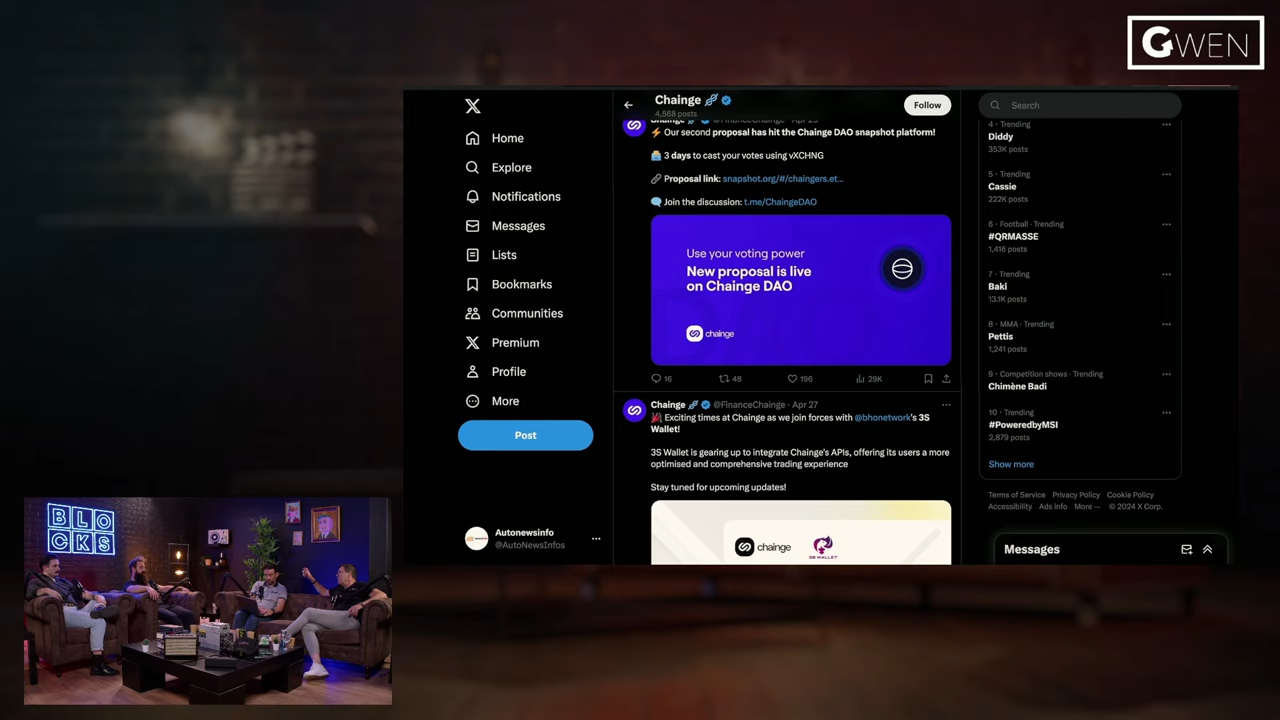 GWEN
Home
Explore
Notifications
Messages
Lists
Bookmarks
Communities
Premium
Profile
More
Post
Autonewsinfo
@AutoNewsInfos
Chainge
4,568 posts
Follow
⚡ Our second proposal has hit the Chainge DAO snapshot platform!
🗳️ 3 days to cast your votes using vXCHNG
🔗 Proposal link: snapshot.org/#/chaingers.et…
🗨️ Join the discussion: t.me/ChaingeDAO
Use your voting power
New proposal is live
on Chainge DAO
chainge
16
48
196
29K
Chainge @FinanceChainge · Apr 27
🎉 Exciting times at Chainge as we join forces with @bhonetwork's 3S
Wallet!
3S Wallet is gearing up to integrate Chainge's APIs, offering its users a more
optimised and comprehensive trading experience
Stay tuned for upcoming updates!
chainge
3S WALLET
Search
4 · Trending
Diddy
353K posts
5 · Trending
Cassie
222K posts
6 · Football · Trending
#QRMASSE
1,416 posts
7 · Trending
Baki
13.1K posts
8 · MMA · Trending
Pettis
1,241 posts
9 · Competition shows · Trending
Chimène Badi
10 · Trending
#PoweredbyMSI
2,879 posts
Show more
Terms of Service Privacy Policy Cookie Policy
Accessibility Ads info More ··· © 2024 X Corp.
Messages
BLO
CKS